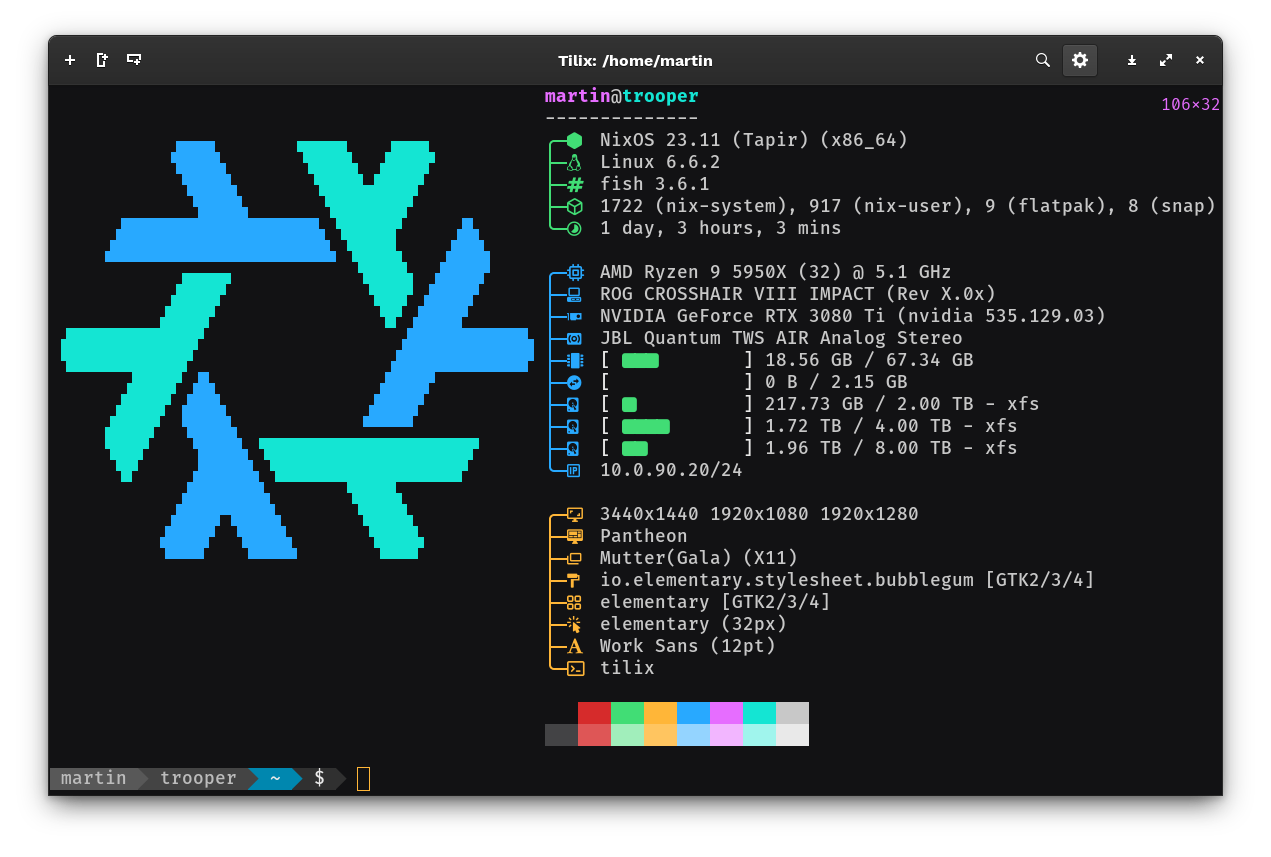 Tilix: /home/martin
martin@trooper
106×32
--------------
NixOS 23.11 (Tapir) (x86_64)
Linux 6.6.2
fish 3.6.1
1722 (nix-system), 917 (nix-user), 9 (flatpak), 8 (snap)
1 day, 3 hours, 3 mins
AMD Ryzen 9 5950X (32) @ 5.1 GHz
ROG CROSSHAIR VIII IMPACT (Rev X.0x)
NVIDIA GeForce RTX 3080 Ti (nvidia 535.129.03)
JBL Quantum TWS AIR Analog Stereo
[ ] 18.56 GB / 67.34 GB
[ ] 0 B / 2.15 GB
[ ] 217.73 GB / 2.00 TB - xfs
[ ] 1.72 TB / 4.00 TB - xfs
[ ] 1.96 TB / 8.00 TB - xfs
IP 10.0.90.20/24
3440x1440 1920x1080 1920x1280
Pantheon
Mutter(Gala) (X11)
io.elementary.stylesheet.bubblegum [GTK2/3/4]
elementary [GTK2/3/4]
elementary (32px)
Work Sans (12pt)
tilix
martin trooper ~ $